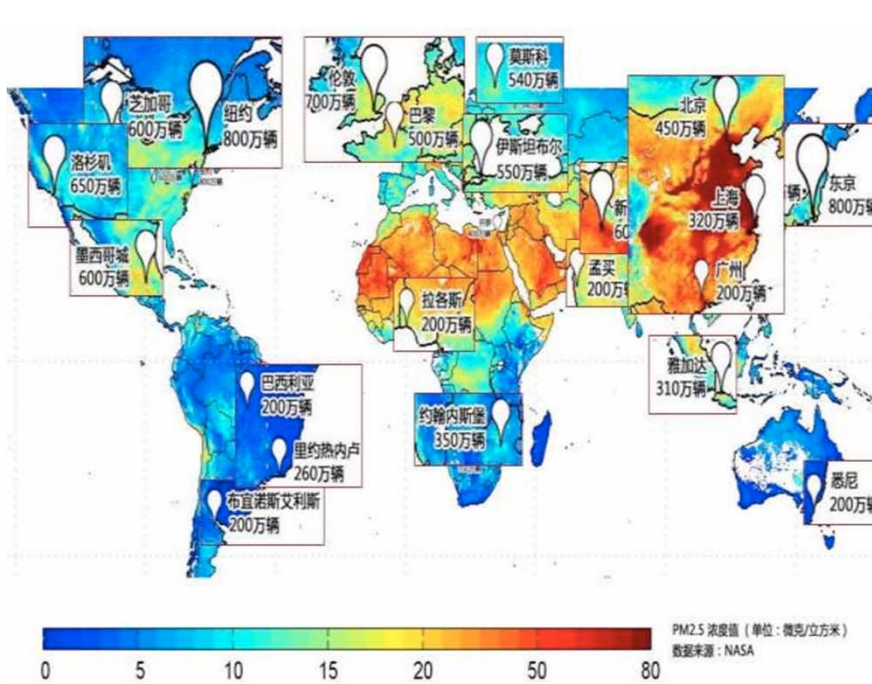 莫斯科
540万辆
伦敦
700万辆
巴黎
500万辆
芝加哥
600万辆
纽约
800万辆
北京
450万辆
伊斯坦布尔
550万辆
洛杉矶
650万辆
东京
800万辆
上海
320万辆
新
60
墨西哥城
600万辆
孟买
200万辆
广州
200万辆
拉各斯
200万辆
雅加达
310万辆
巴西利亚
200万辆
约翰内斯堡
350万辆
里约热内卢
260万辆
悉尼
200万辆
布宜诺斯艾利斯
200万辆
PM2.5 浓度值（单位：微克/立方米）
数据来源：NASA
0 5 10 15 20 50 80